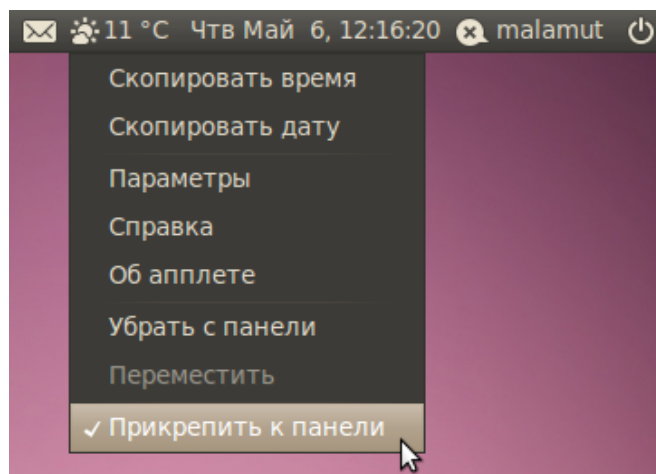 11 °C Чтв Май 6, 12:16:20 malamut
Скопировать время
Скопировать дату
Параметры
Справка
Об апплете
Убрать с панели
Переместить
Прикрепить к панели